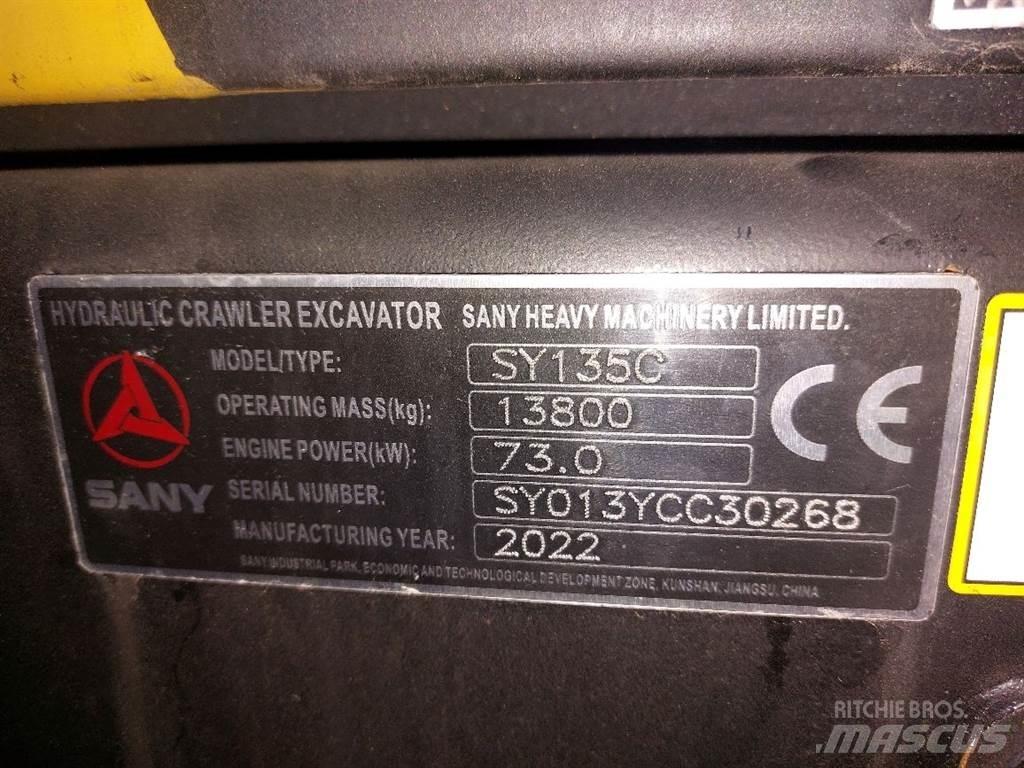 HYDRAULIC CRAWLER EXCAVATOR SANY HEAVY MACHINERY LIMITED.
MODEL/TYPE: SY135C
OPERATING MASS(kg): 13800
ENGINE POWER(kW): 73.0
SANY
SERIAL NUMBER: SY013YCC30268
MANUFACTURING YEAR: 2022
SANY INDUSTRIAL PARK, ECONOMIC AND TECHNOLOGICAL DEVELOPMENT ZONE, KUNSHAN, JIANGSU, CHINA
CE
RITCHIE BROS.
MASCUS